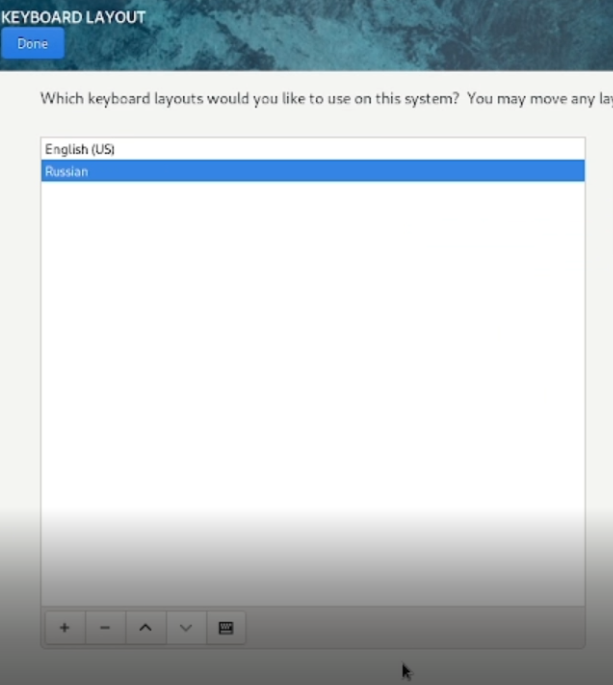 KEYBOARD LAYOUT
Done
Which keyboard layouts would you like to use on this system? You may move any
English (US)
Russian